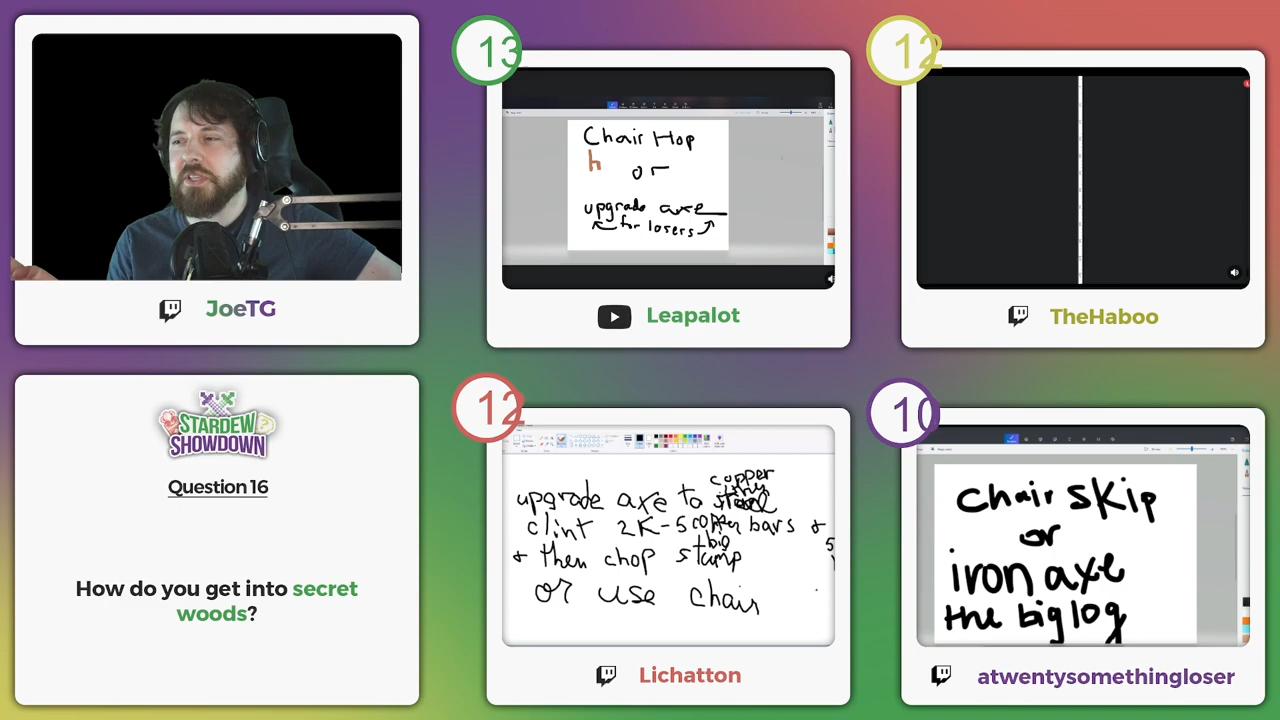 JoeTG
STARDEW
SHOWDOWN
Question 16
How do you get into secret
woods?
13
Chair Hop
h
or
upgrade axe
for losers
Leapalot
12
TheHaboo
12
copper
upgrade axe to
clint 2K-5 copper bars +
+ then chop big stump
or use chair
Lichatton
10
chair skip
or
iron axe
the big log
atwentysomethingloser